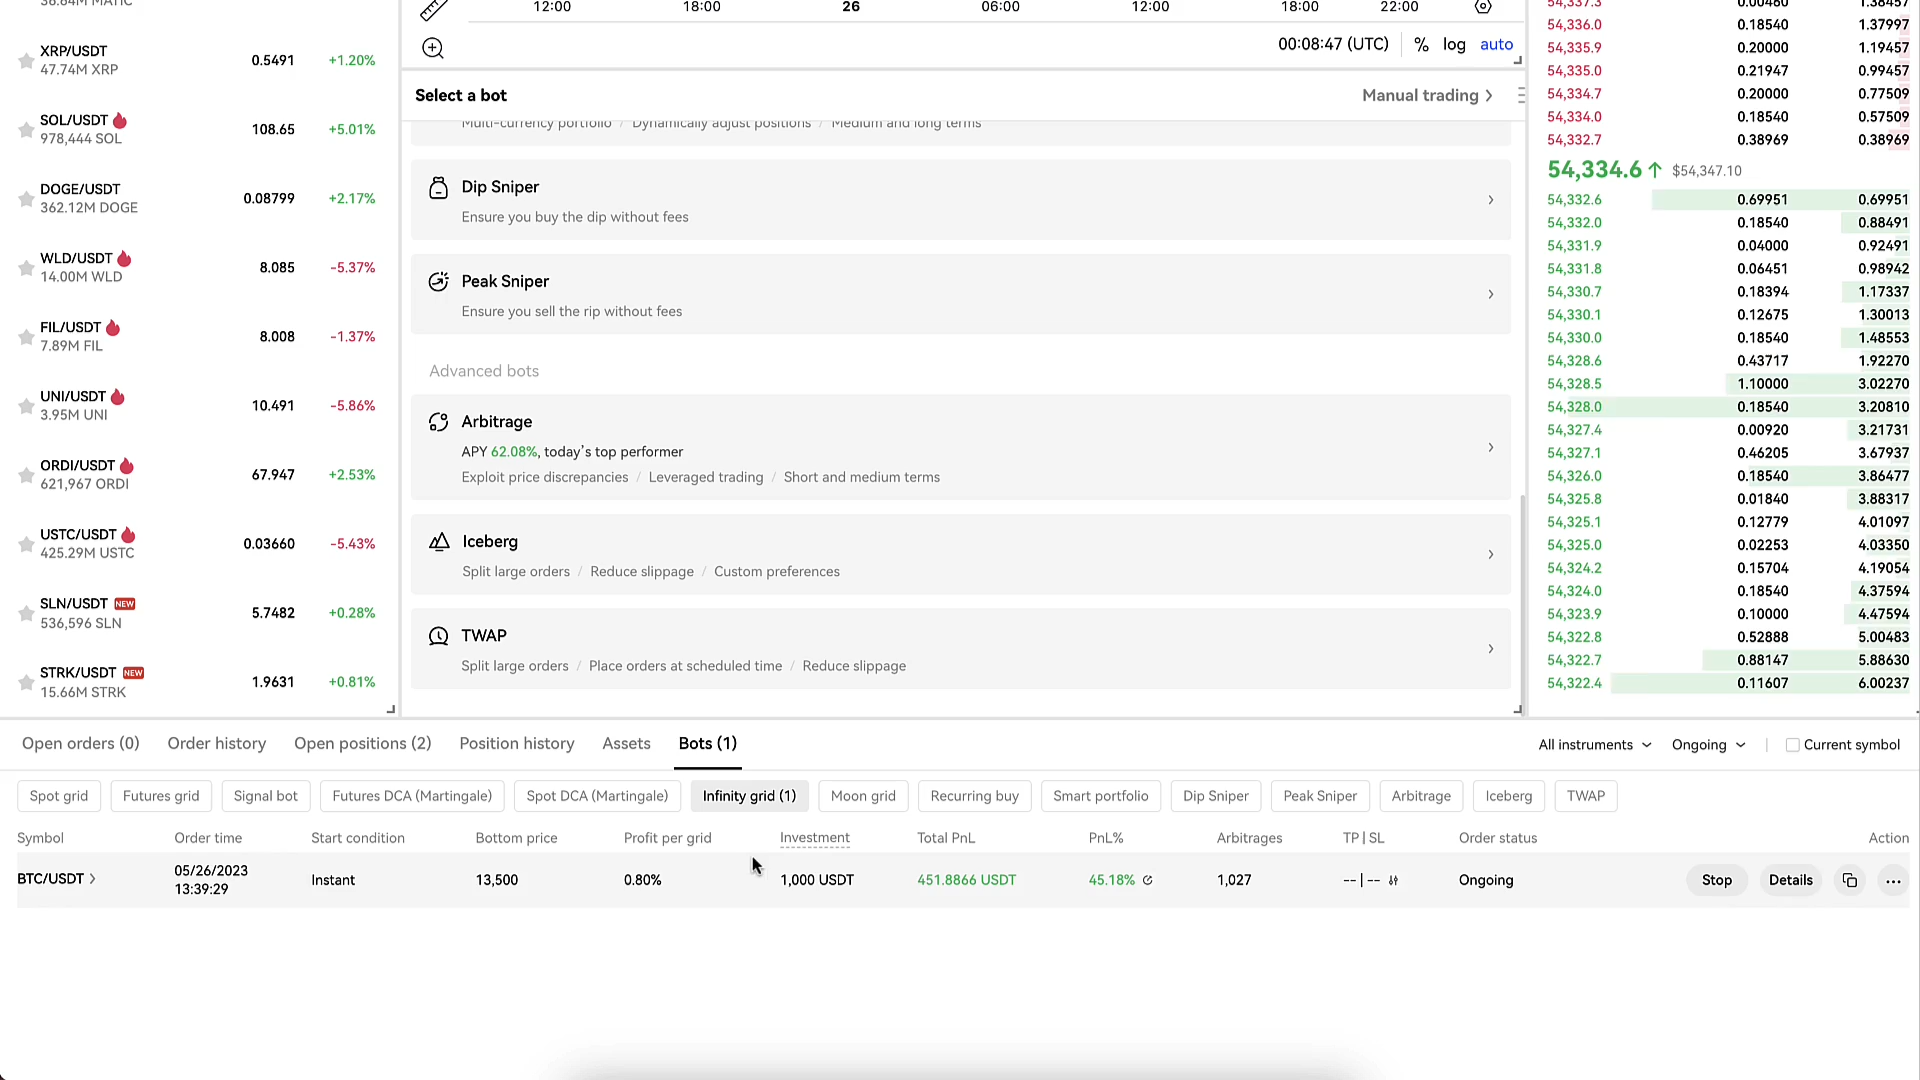 36.64M MATIC
XRP/USDT
47.74M XRP
0.5491
+1.20%
SOL/USDT
978,444 SOL
108.65
+5.01%
DOGE/USDT
362.12M DOGE
0.08799
+2.17%
WLD/USDT
14.00M WLD
8.085
-5.37%
FIL/USDT
7.89M FIL
8.008
-1.37%
UNI/USDT
3.95M UNI
10.491
-5.86%
ORDI/USDT
621,967 ORDI
67.947
+2.53%
USTC/USDT
425.29M USTC
0.03660
-5.43%
SLN/USDT NEW
536,596 SLN
5.7482
+0.28%
STRK/USDT NEW
15.66M STRK
1.9631
+0.81%
12:00 18:00 26 06:00 12:00 18:00 22:00
00:08:47 (UTC) % log auto
Select a bot
Manual trading
Multi-currency portfolio / Dynamically adjust positions / Medium and long terms
Dip Sniper
Ensure you buy the dip without fees
Peak Sniper
Ensure you sell the rip without fees
Advanced bots
Arbitrage
APY 62.08%, today's top performer
Exploit price discrepancies / Leveraged trading / Short and medium terms
Iceberg
Split large orders / Reduce slippage / Custom preferences
TWAP
Split large orders / Place orders at scheduled time / Reduce slippage
54,337.3 0.00460 1.38457
54,336.0 0.18540 1.37997
54,335.9 0.20000 1.19457
54,335.0 0.21947 0.99457
54,334.7 0.20000 0.77509
54,334.0 0.18540 0.57509
54,332.7 0.38969 0.38969
54,334.6 ↑ $54,347.10
54,332.6 0.69951 0.69951
54,332.0 0.18540 0.88491
54,331.9 0.04000 0.92491
54,331.8 0.06451 0.98942
54,330.7 0.18394 1.17337
54,330.1 0.12675 1.30013
54,330.0 0.18540 1.48553
54,328.6 0.43717 1.92270
54,328.5 1.10000 3.02270
54,328.0 0.18540 3.20810
54,327.4 0.00920 3.21731
54,327.1 0.46205 3.67937
54,326.0 0.18540 3.86477
54,325.8 0.01840 3.88317
54,325.1 0.12779 4.01097
54,325.0 0.02253 4.03350
54,324.2 0.15704 4.19054
54,324.0 0.18540 4.37594
54,323.9 0.10000 4.47594
54,322.8 0.52888 5.00483
54,322.7 0.88147 5.88630
54,322.4 0.11607 6.00237
Open orders (0) Order history Open positions (2) Position history Assets Bots (1)
All instruments Ongoing | Current symbol
Spot grid Futures grid Signal bot Futures DCA (Martingale) Spot DCA (Martingale) Infinity grid (1) Moon grid Recurring buy Smart portfolio Dip Sniper Peak Sniper Arbitrage Iceberg TWAP
Symbol Order time Start condition Bottom price Profit per grid Investment Total PnL PnL% Arbitrages TP | SL Order status Action
BTC/USDT
05/26/2023
13:39:29
Instant 13,500 0.80% 1,000 USDT 451.8866 USDT 45.18% 1,027 -- | -- Ongoing Stop Details ...